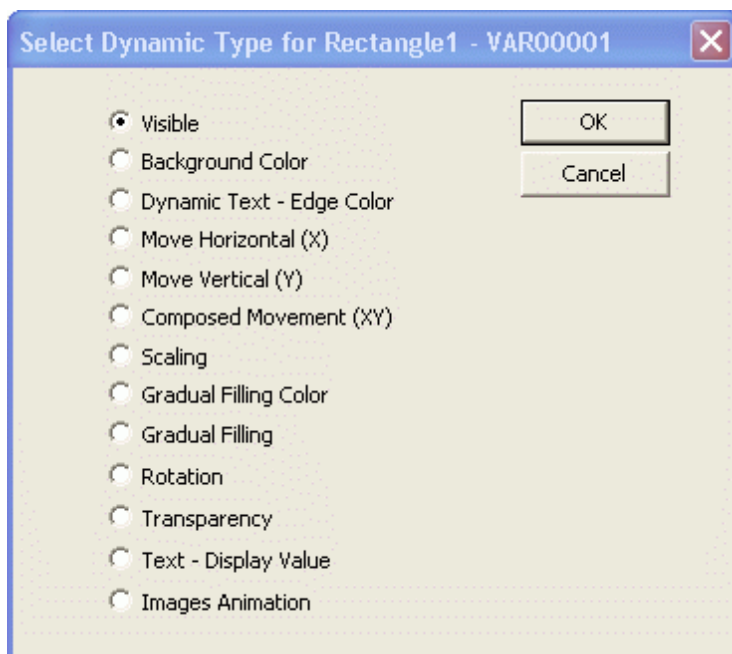 Select Dynamic Type for Rectangle1 - VAR00001
Visible
Background Color
Dynamic Text - Edge Color
Move Horizontal (X)
Move Vertical (Y)
Composed Movement (XY)
Scaling
Gradual Filling Color
Gradual Filling
Rotation
Transparency
Text - Display Value
Images Animation
OK
Cancel